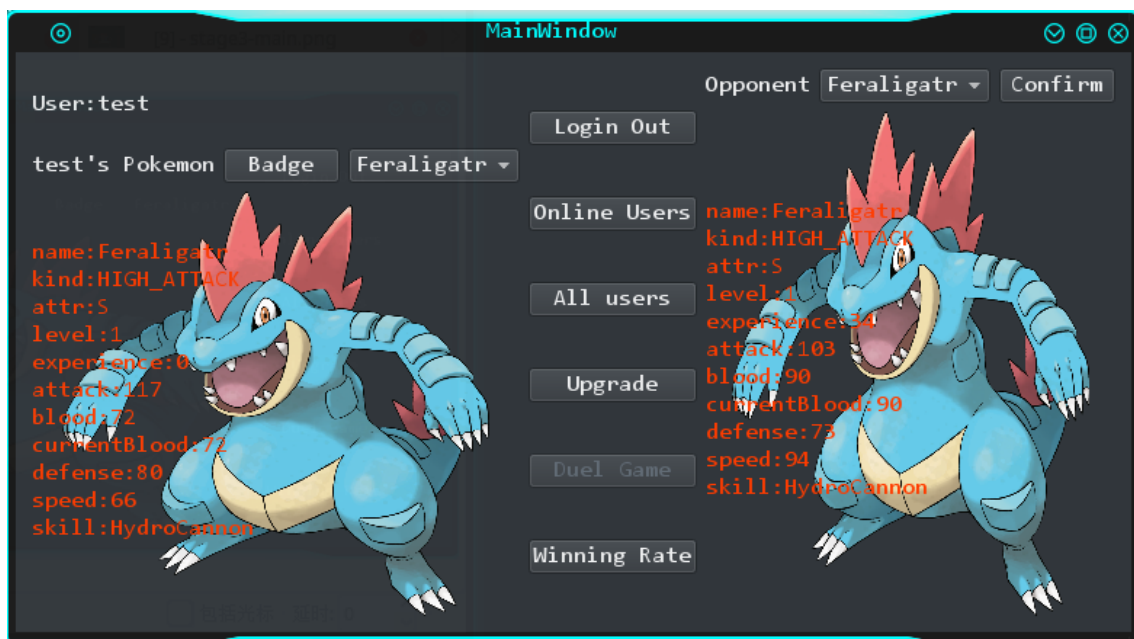 MainWindow
User:test
test's Pokemon Badge Feraligatr
name:Feraligatr
kind:HIGH_ATTACK
attr:S
level:1
experience:0
attack:117
blood:72
currentBlood:72
defense:80
speed:66
skill:HydroCannon
Login Out
Online Users
All users
Upgrade
Duel Game
Winning Rate
Opponent Feraligatr Confirm
name:Feraligatr
kind:HIGH_ATTACK
attr:S
level:1
experience:34
attack:103
blood:90
currentBlood:90
defense:73
speed:94
skill:HydroCannon